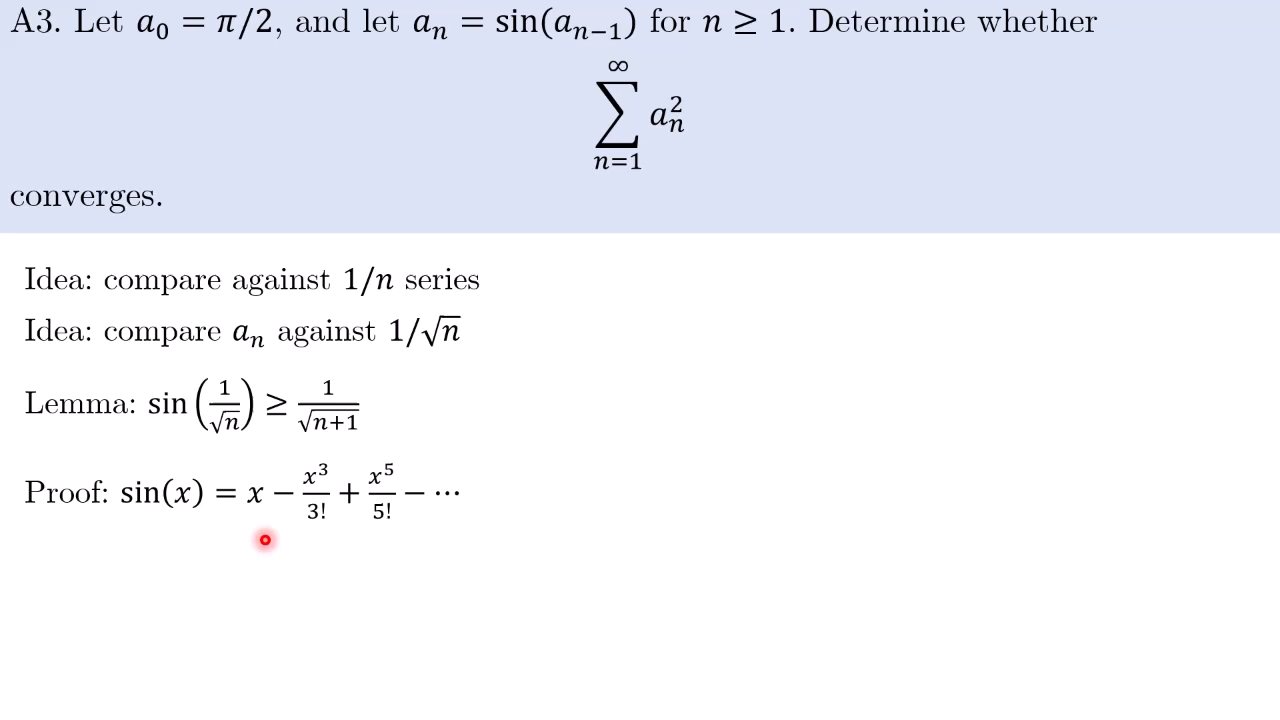 A3. Let a₀ = π/2, and let aₙ = sin(aₙ₋₁) for n ≥ 1. Determine whether
∞
∑ aₙ²
n=1
converges.
Idea: compare against 1/n series
Idea: compare aₙ against 1/√n
Lemma: sin(1/√n) ≥ 1/√(n+1)
Proof: sin(x) = x − x³/3! + x⁵/5! − ⋯